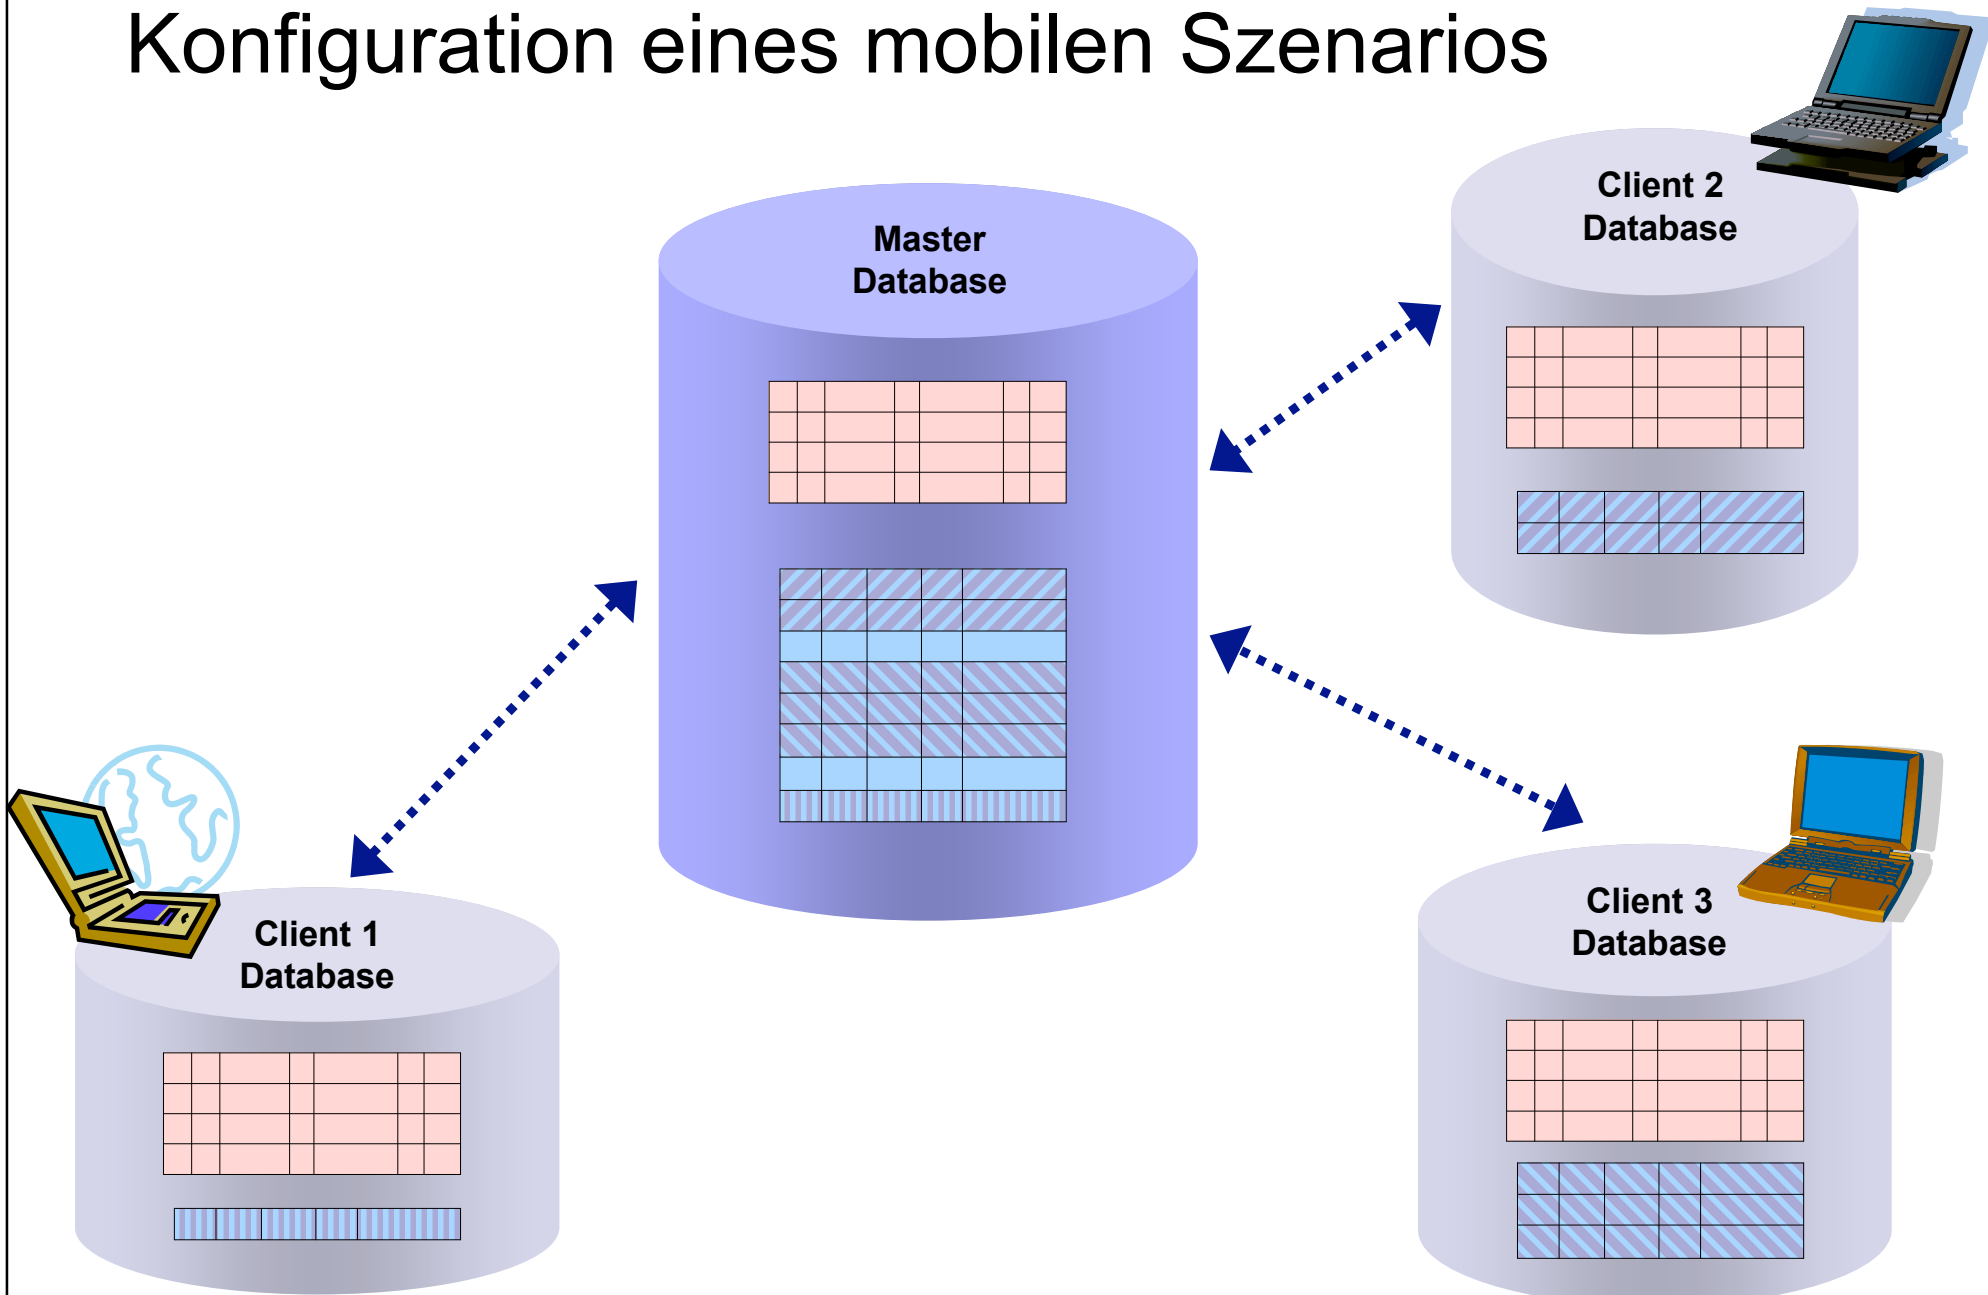 Konfiguration eines mobilen Szenarios
Client 2
Database
Master
Database
Client 1
Database
Client 3
Database